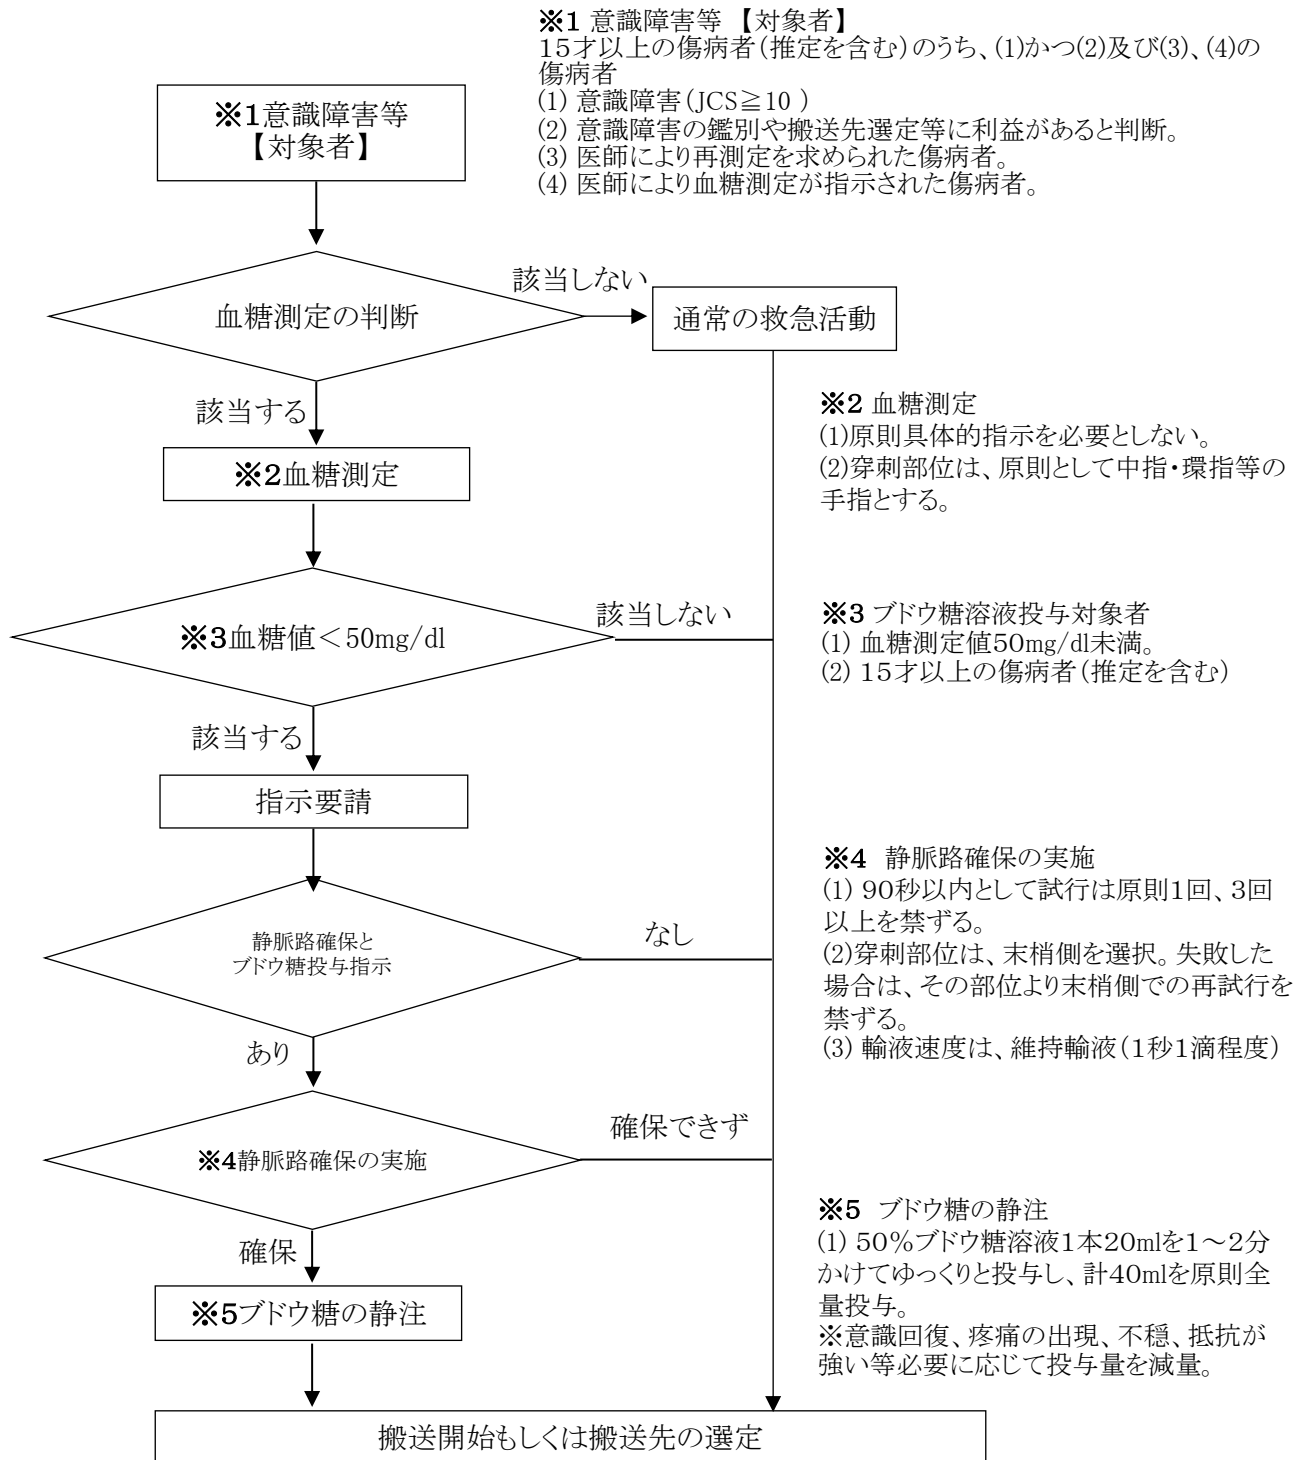 ※1 意識障害等 【対象者】
15才以上の傷病者(推定を含む)のうち、(1)かつ(2)及び(3)、(4)の
傷病者
(1) 意識障害(JCS≧10 )
(2) 意識障害の鑑別や搬送先選定等に利益があると判断。
(3) 医師により再測定を求められた傷病者。
(4) 医師により血糖測定が指示された傷病者。
※1意識障害等
【対象者】
血糖測定の判断
該当しない
通常の救急活動
該当する
※2血糖測定
※2 血糖測定
(1)原則具体的指示を必要としない。
(2)穿刺部位は、原則として中指・環指等の
手指とする。
※3血糖値<50mg/dl
該当しない
※3 ブドウ糖溶液投与対象者
(1) 血糖測定値50mg/dl未満。
(2) 15才以上の傷病者(推定を含む)
該当する
指示要請
静脈路確保と
ブドウ糖投与指示
なし
※4 静脈路確保の実施
(1) 90秒以内として試行は原則1回、3回
以上を禁ずる。
(2)穿刺部位は、末梢側を選択。失敗した
場合は、その部位より末梢側での再試行を
禁ずる。
(3) 輸液速度は、維持輸液(1秒1滴程度)
あり
※4静脈路確保の実施
確保できず
確保
※5ブドウ糖の静注
※5 ブドウ糖の静注
(1) 50%ブドウ糖溶液1本20mlを1~2分
かけてゆっくりと投与し、計40mlを原則全
量投与。
※意識回復、疼痛の出現、不穏、抵抗が
強い等必要に応じて投与量を減量。
搬送開始もしくは搬送先の選定